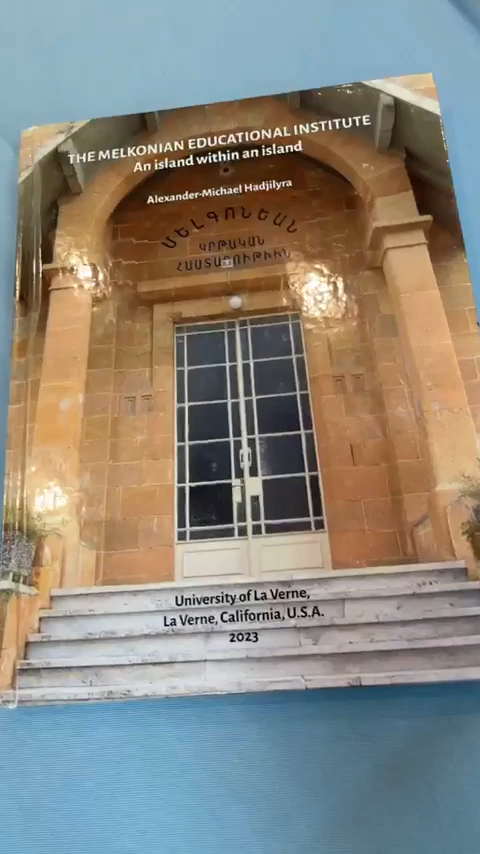 THE MELKONIAN EDUCATIONAL INSTITUTE
An island within an island
Alexander-Michael Hadjilyra
ՄԵԼԳՈՆԵԱՆ
ԿՐԹԱԿԱՆ
ՀԱՍՏԱՏՈՒԹԻՒՆ
University of La Verne,
La Verne, California, U.S.A.
2023